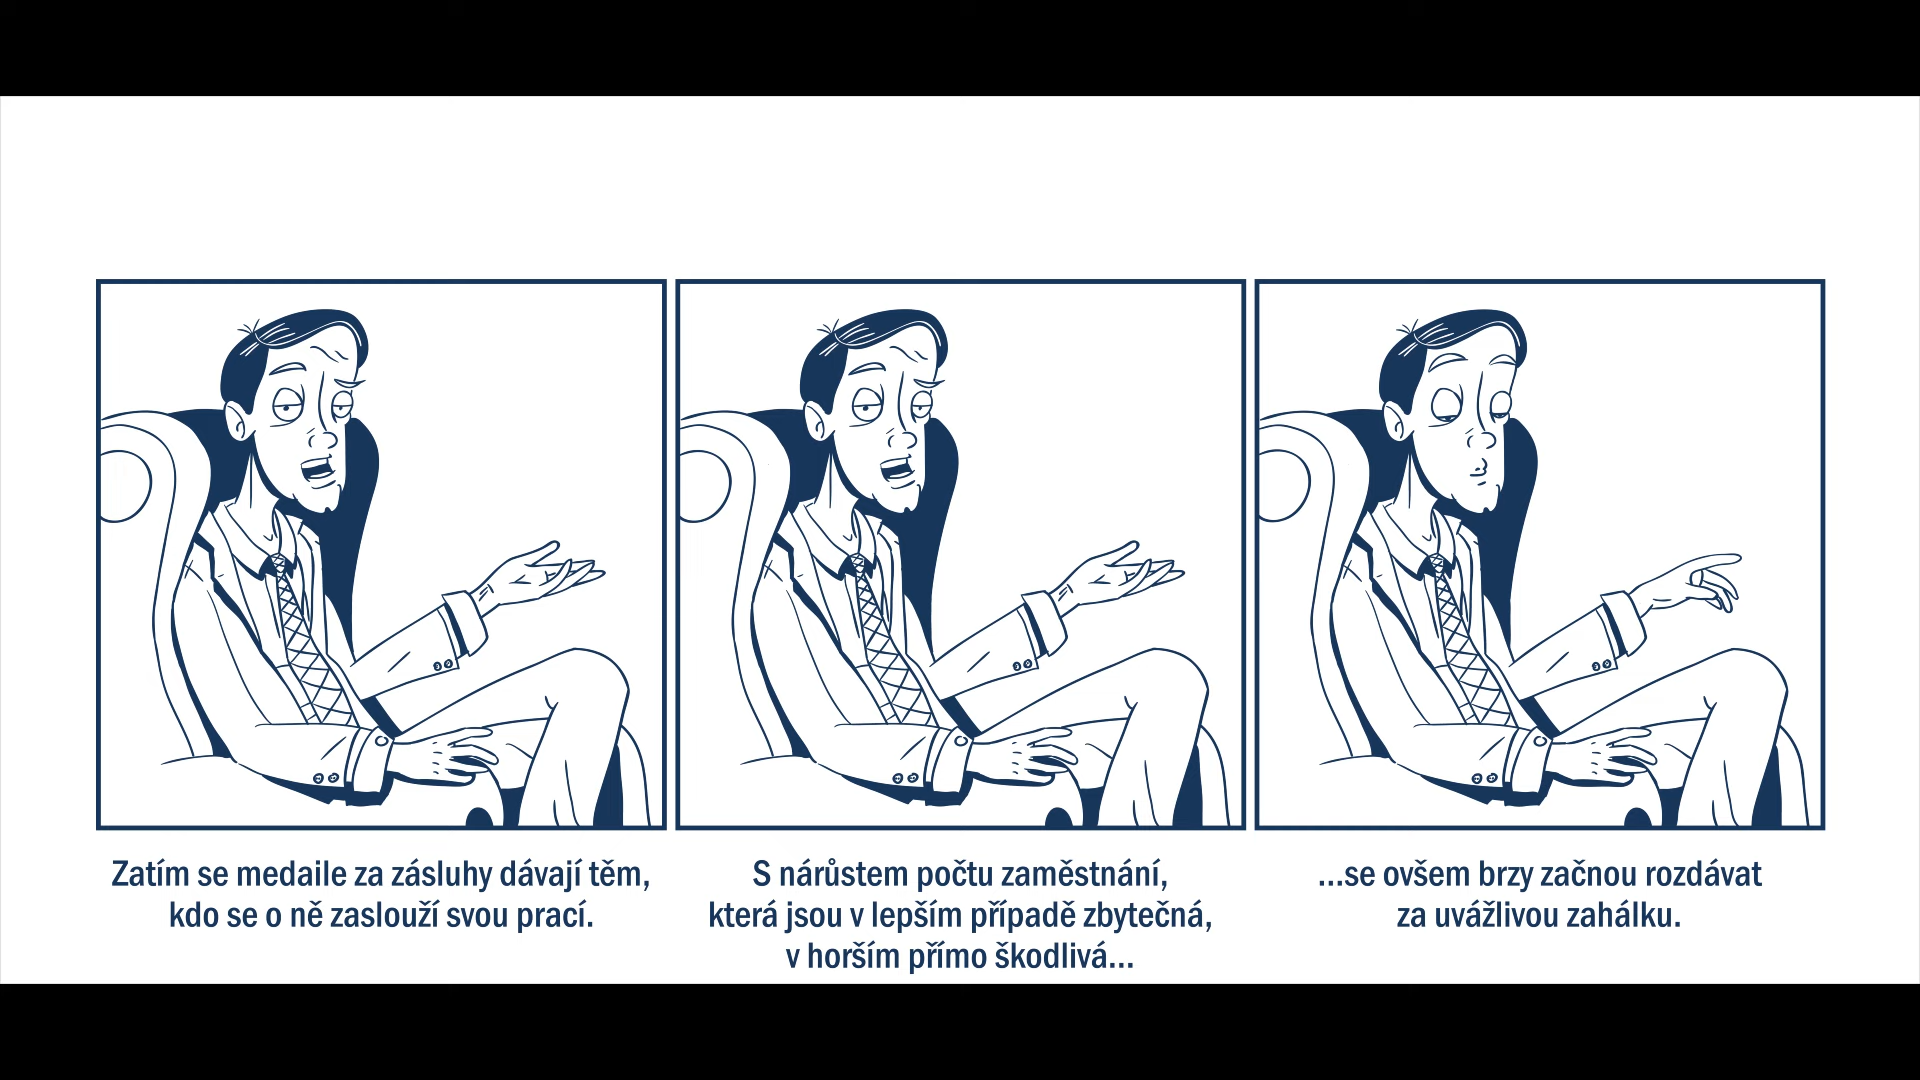 Zatím se medaile za zásluhy dávají těm,
kdo se o ně zaslouží svou prací.
S nárůstem počtu zaměstnání,
která jsou v lepším případě zbytečná,
v horším přímo škodlivá...
...se ovšem brzy začnou rozdávat
za uvážlivou zahálku.